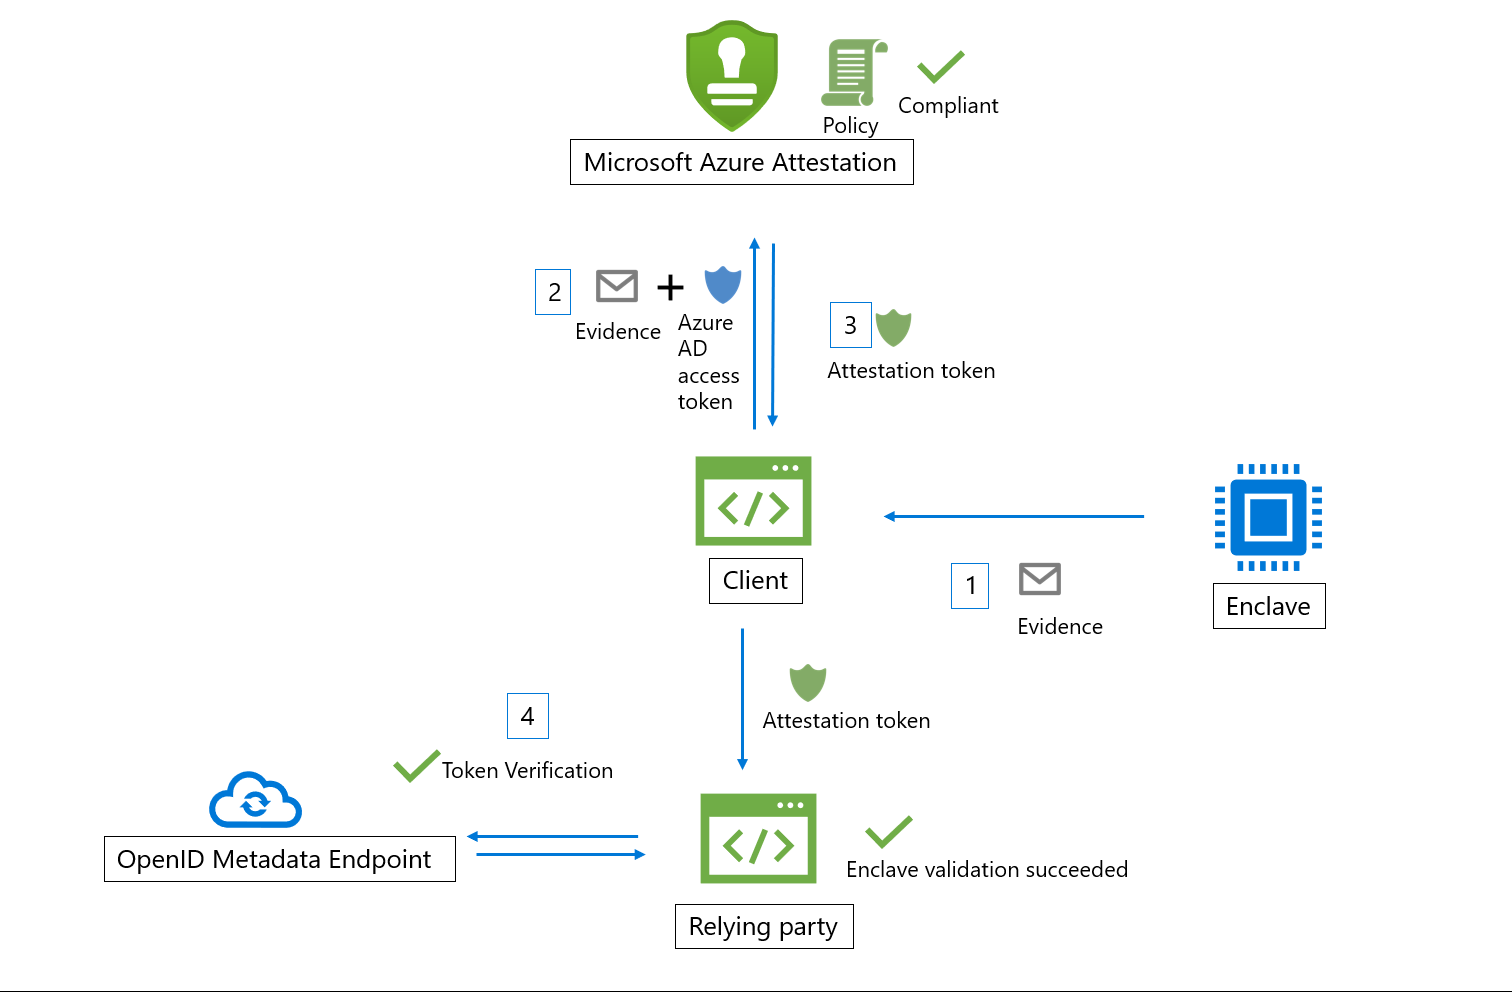 Policy
Compliant
Microsoft Azure Attestation
2
Evidence
Azure
AD
access
token
3
Attestation token
Client
1
Evidence
Enclave
Attestation token
4
Token Verification
OpenID Metadata Endpoint
Enclave validation succeeded
Relying party